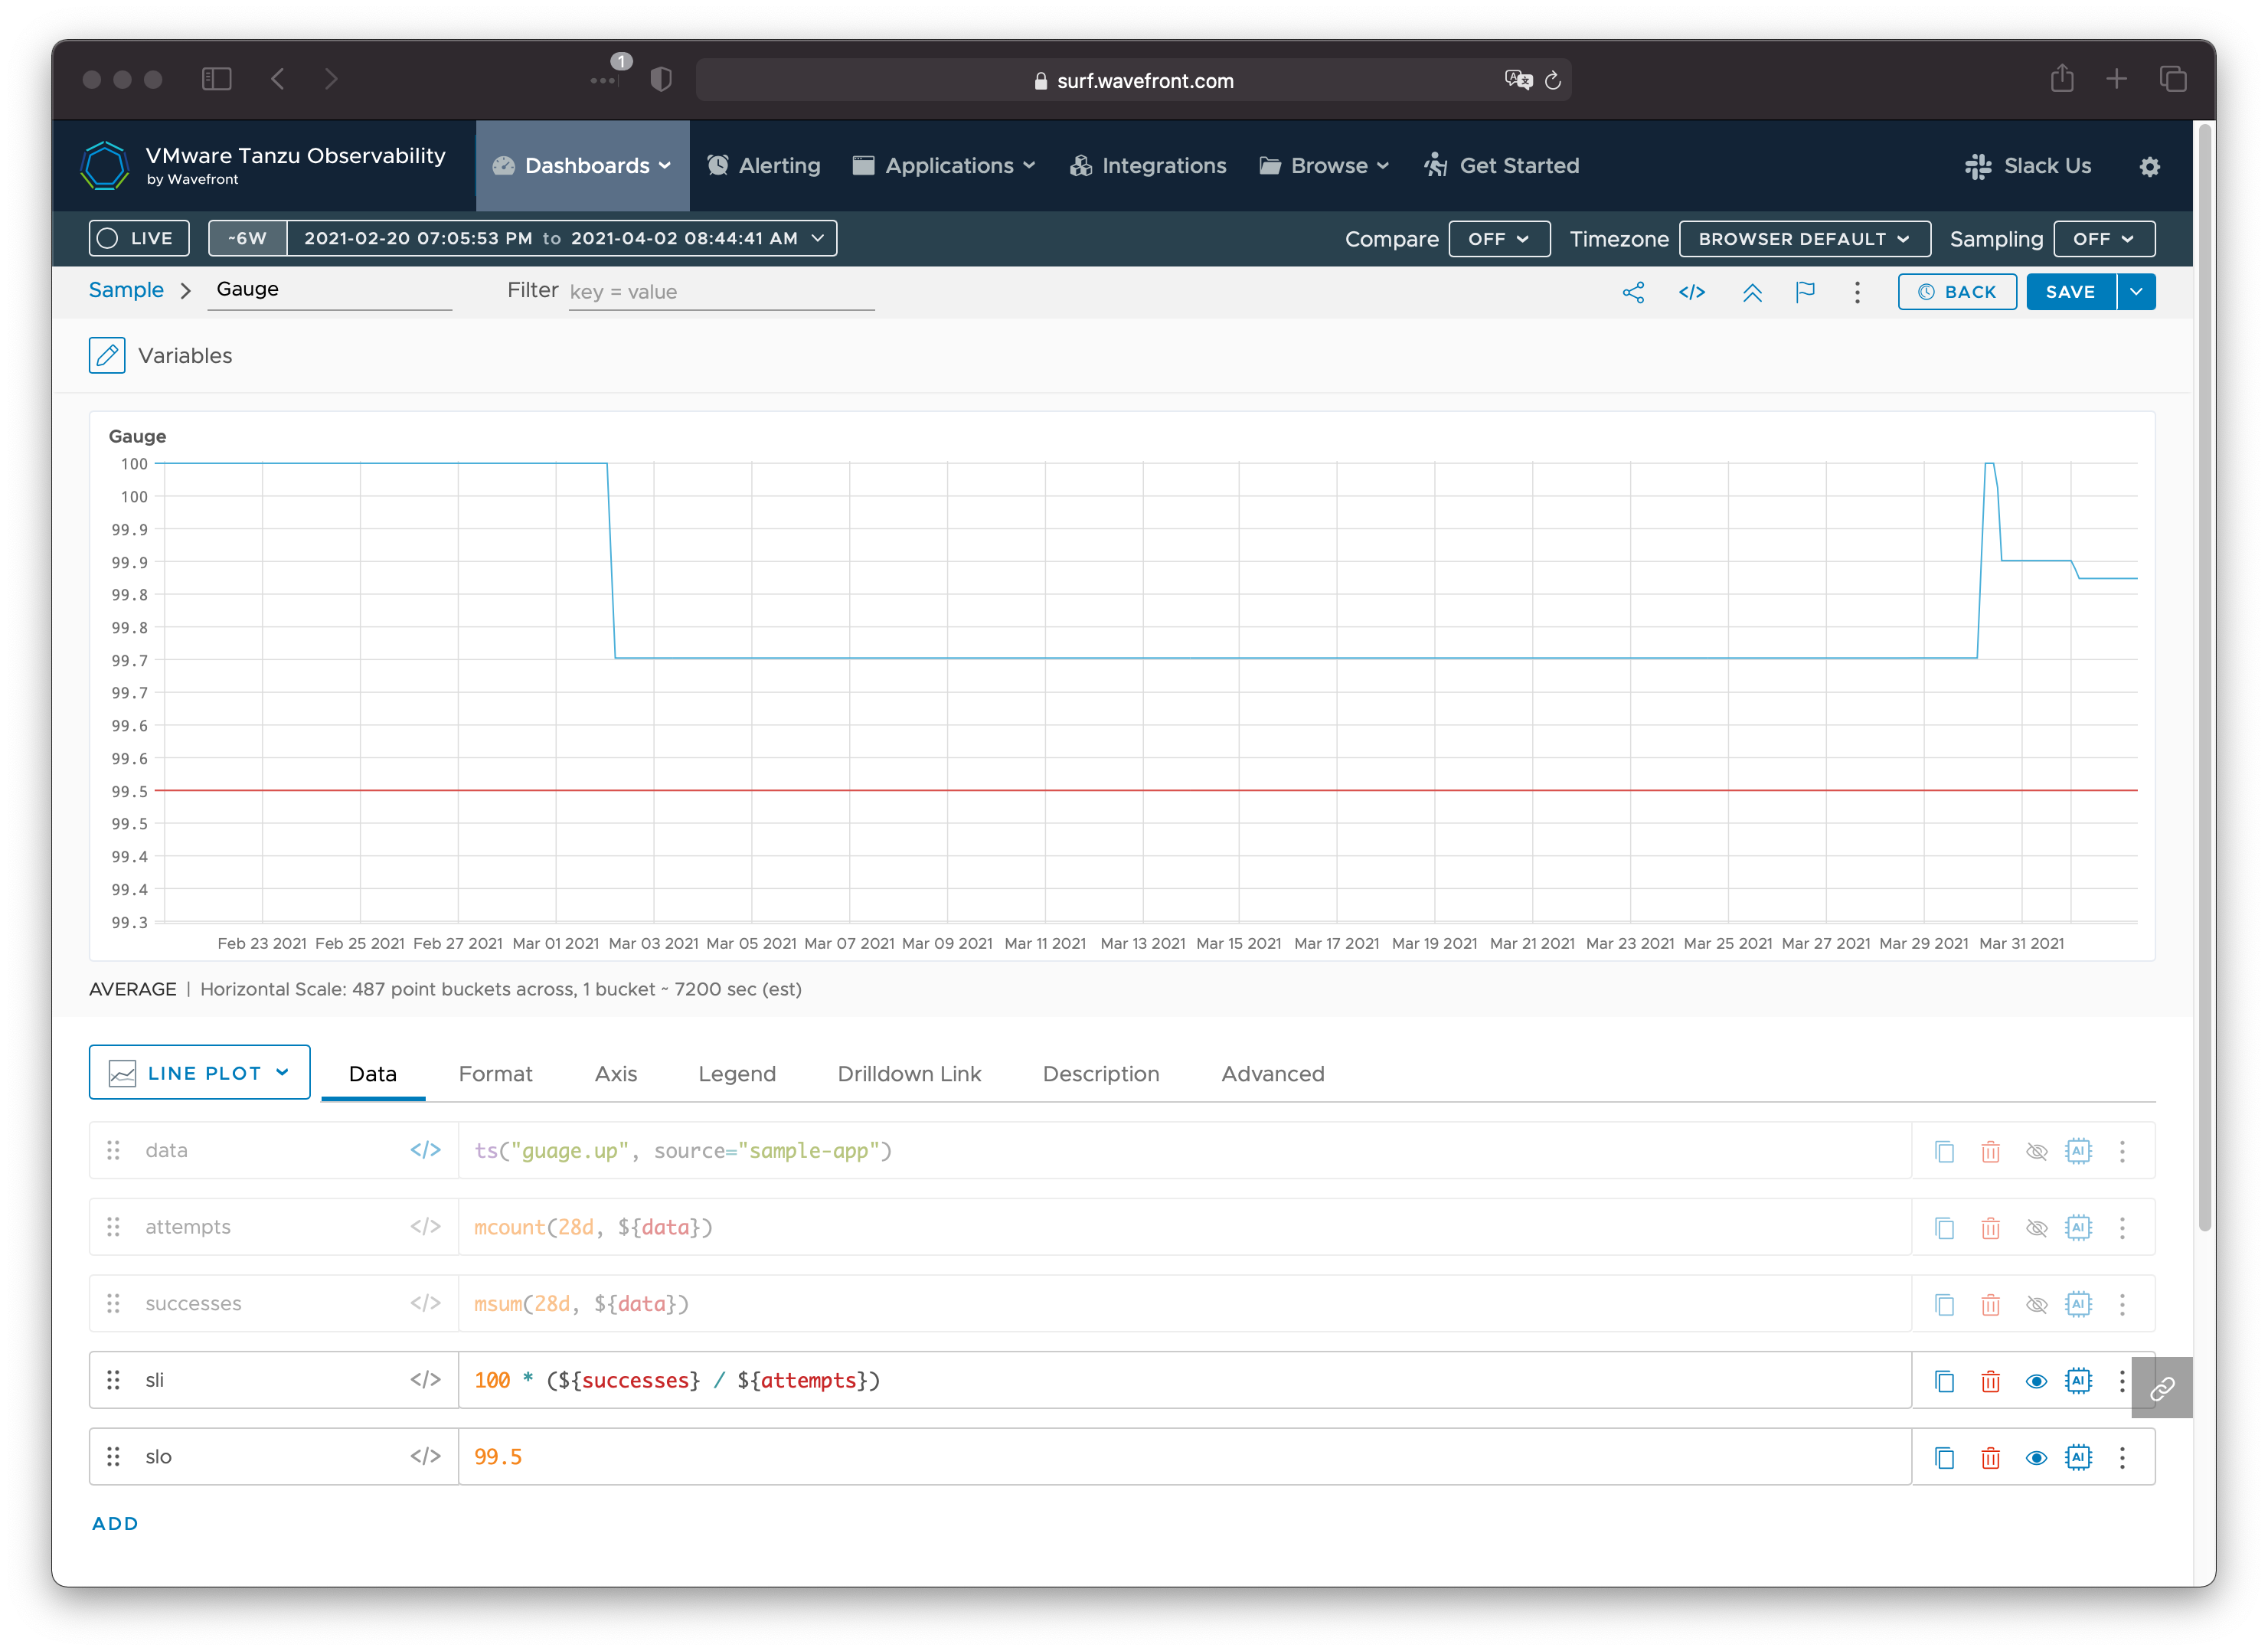 1
surf.wavefront.com
VMware Tanzu Observability
by Wavefront
Dashboards
Alerting
Applications
Integrations
Browse
Get Started
Slack Us
LIVE
~6W
2021-02-20 07:05:53 PM to 2021-04-02 08:44:41 AM
Compare
OFF
Timezone
BROWSER DEFAULT
Sampling
OFF
Sample
Gauge
Filter key = value
BACK
SAVE
Variables
Gauge
100
100
99.9
99.9
99.8
99.8
99.7
99.7
99.6
99.6
99.5
99.5
99.4
99.4
99.3
Feb 23 2021 Feb 25 2021 Feb 27 2021 Mar 01 2021 Mar 03 2021 Mar 05 2021 Mar 07 2021 Mar 09 2021 Mar 11 2021 Mar 13 2021 Mar 15 2021 Mar 17 2021 Mar 19 2021 Mar 21 2021 Mar 23 2021 Mar 25 2021 Mar 27 2021 Mar 29 2021 Mar 31 2021
AVERAGE | Horizontal Scale: 487 point buckets across, 1 bucket ~ 7200 sec (est)
LINE PLOT
Data
Format
Axis
Legend
Drilldown Link
Description
Advanced
data </> ts("guage.up", source="sample-app") AI
attempts </> mcount(28d, ${data}) AI
successes </> msum(28d, ${data}) AI
sli </> 100 * (${successes} / ${attempts}) AI
slo </> 99.5 AI
ADD